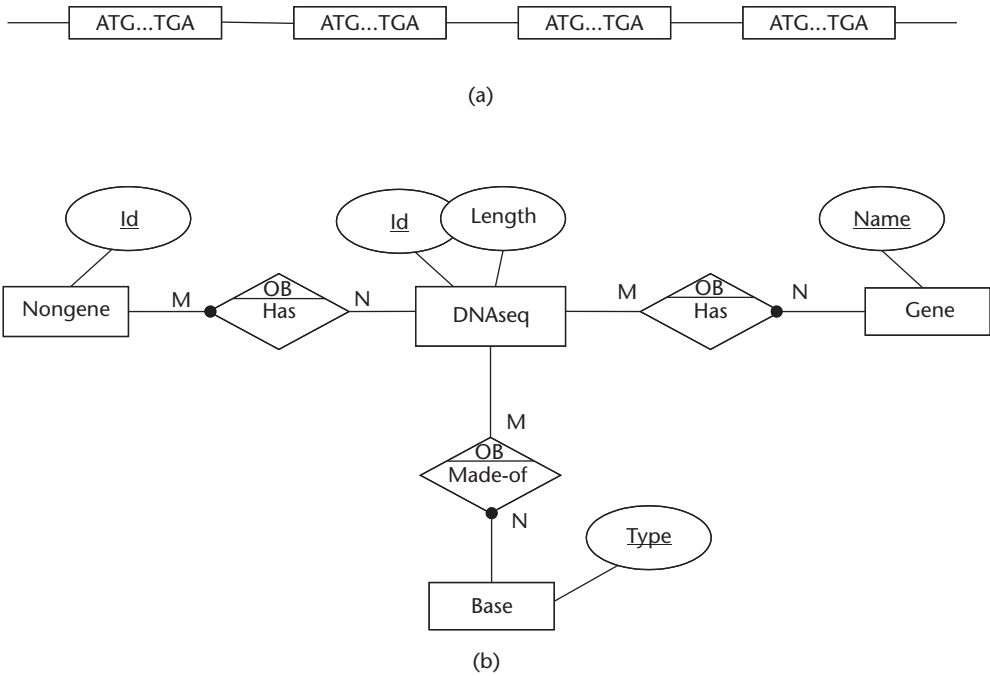 ATG...TGA ATG...TGA ATG...TGA ATG...TGA
(a)
Id Id Length Name
Nongene M OB Has N DNAseq M OB Has N Gene
M
OB
Made-of
N
Type
Base
(b)